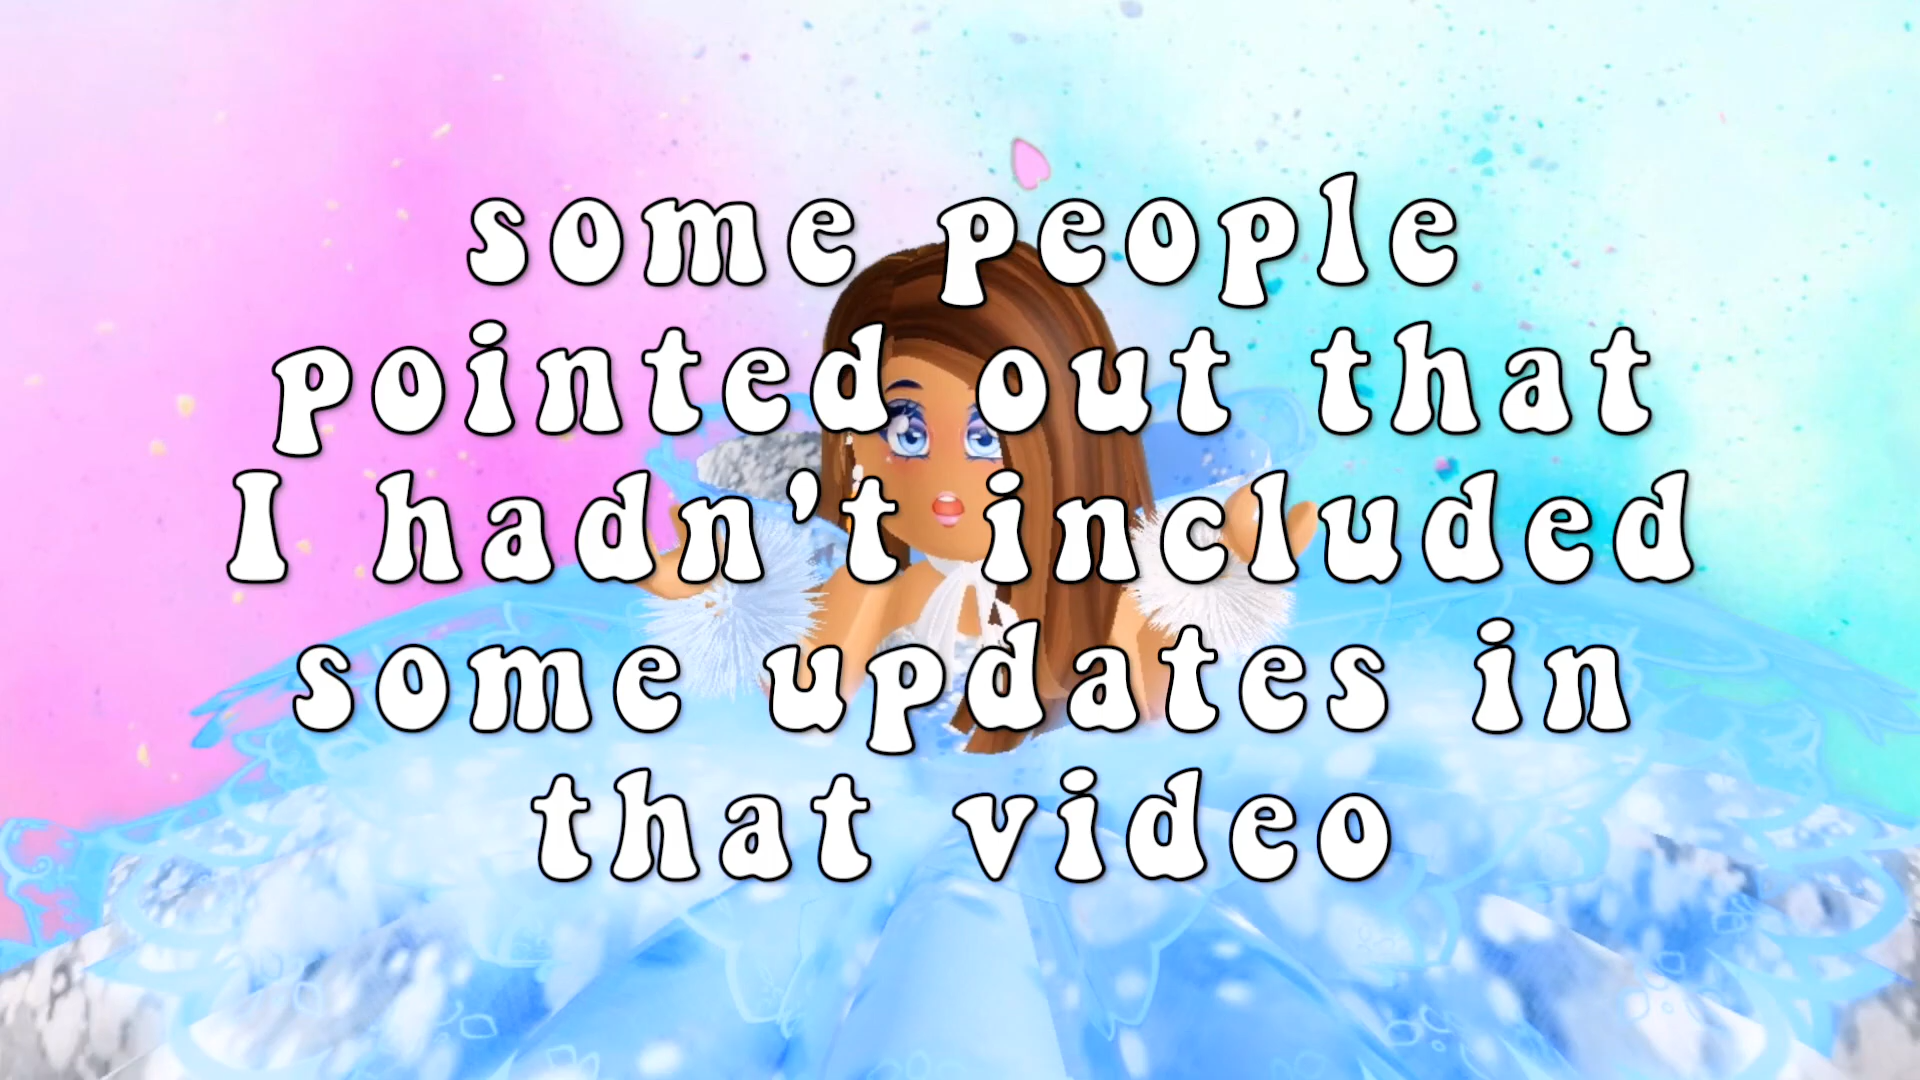 some people
pointed out that
I hadn't included
some updates in
that video